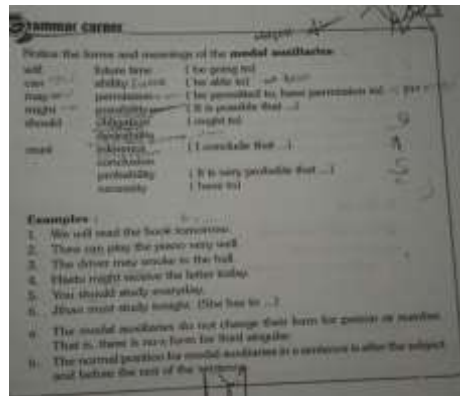 Grammar corner
Notice the forms and meanings of the modal auxiliaries
will future time ( be going to)
can ability ( be able to)
may permission ( be permitted to, have permission to)
might possibility ( It is possible that ...)
should obligation ( ought to)
desirability
must inference ( I conclude that ...)
conclusion
probability ( It is very probable that ...)
necessity ( have to)
Examples :
1. We will read the book tomorrow.
2. can play the piano very well
3. The driver may smoke in the hall.
4. might receive the letter today.
5. You should study everyday.
6. must study tonight. (She has to ...)
a. The modal auxiliaries do not change their form for person or number.
That is, there is no-s form for third singular.
b. The normal position for modal auxiliaries in a sentence is after the subject
and before the rest of the sentence